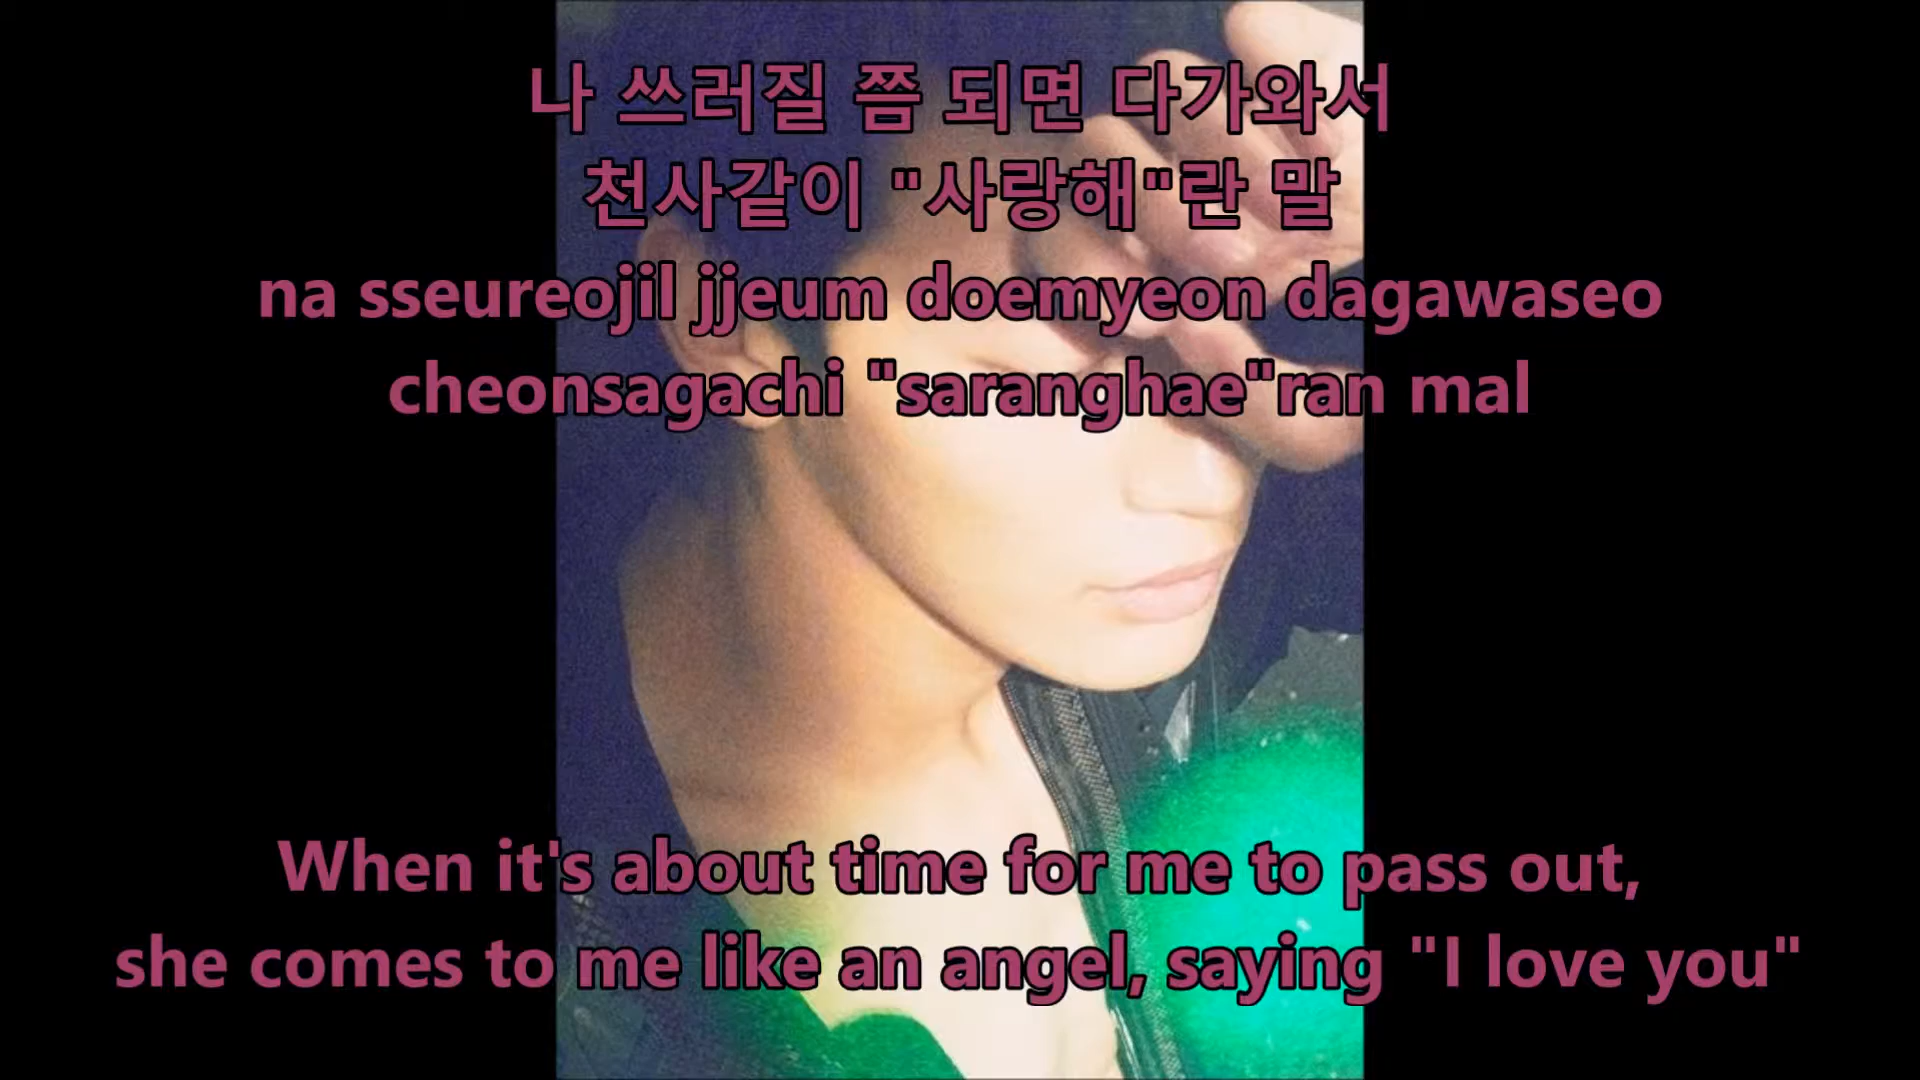 나 쓰러질 쯤 되면 다가와서
천사같이 "사랑해"란 말
na sseureojil jjeum doemyeon dagawaseo
cheonsagachi "saranghae"ran mal
When it's about time for me to pass out,
she comes to me like an angel, saying "I love you"